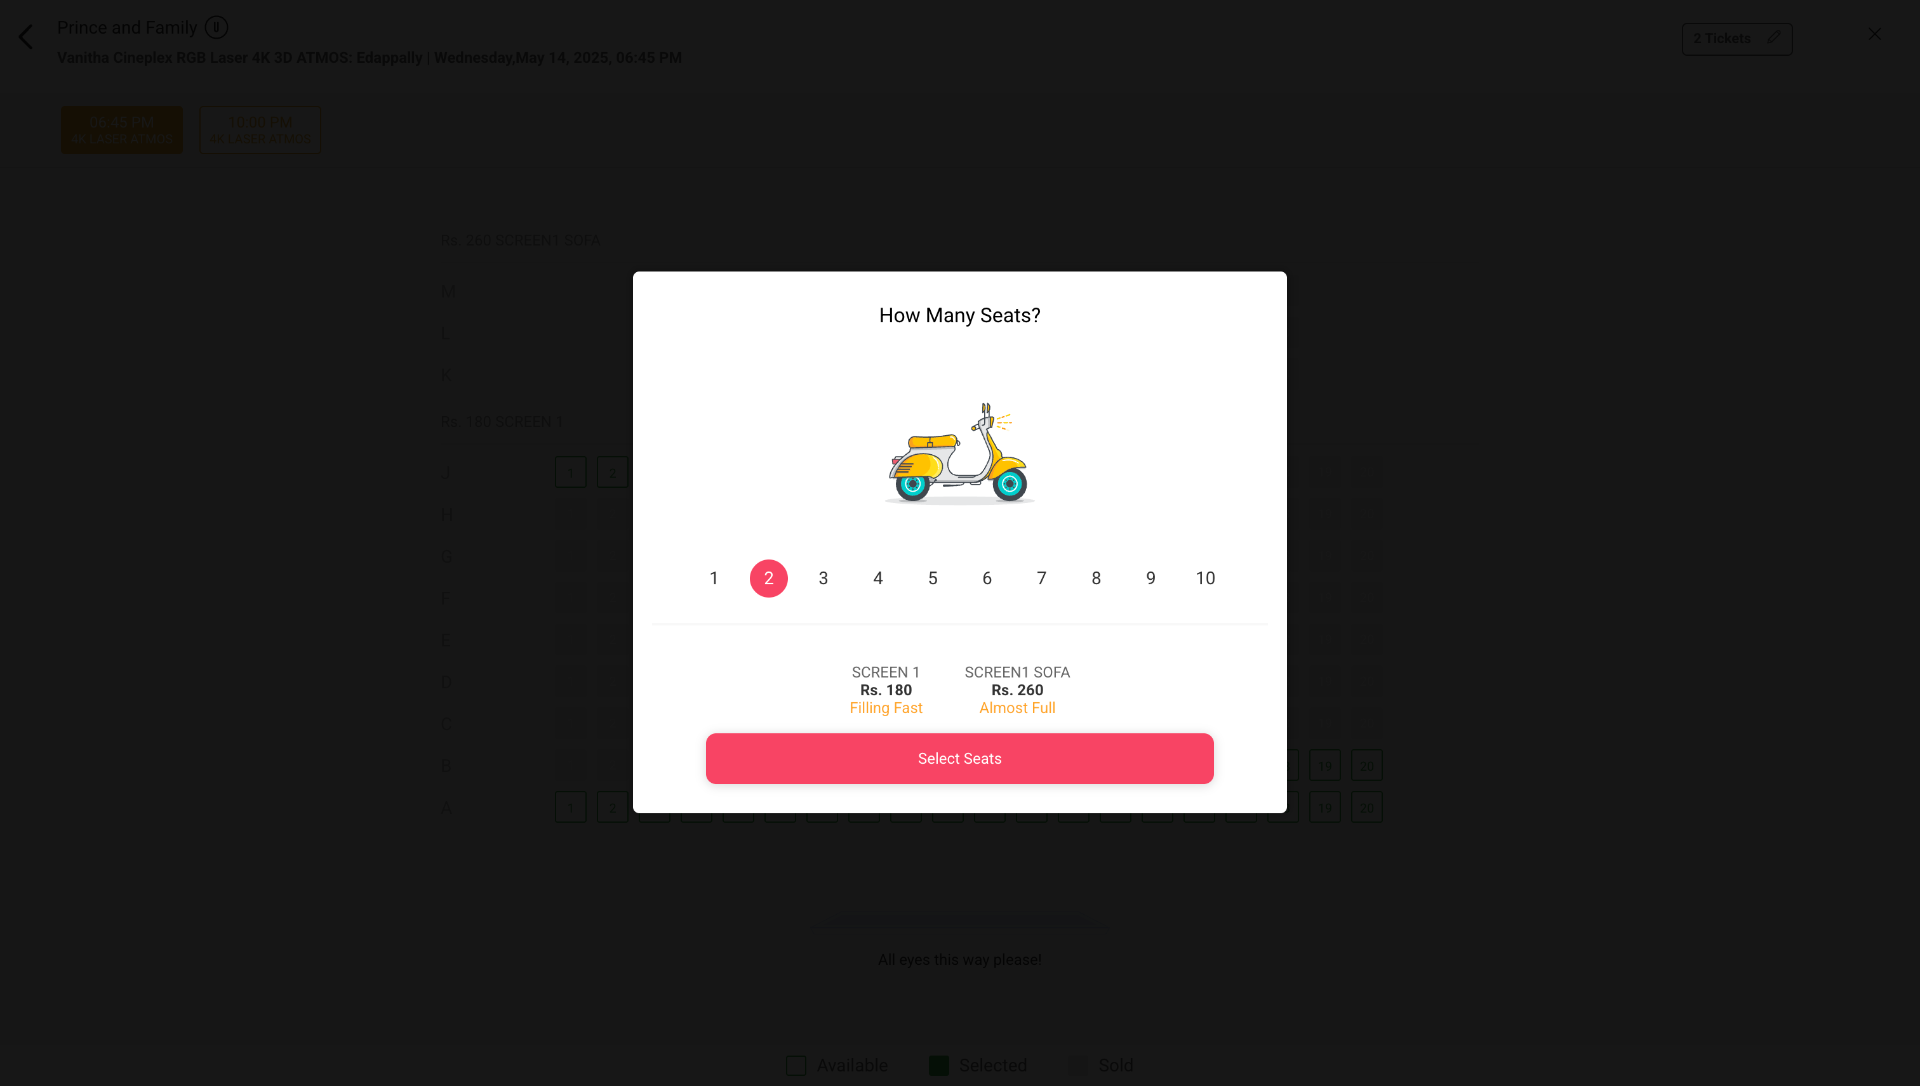 Prince and Family
Vanitha Cineplex RGB Laser 4K 3D ATMOS: Edappally | Wednesday,May 14, 2025, 06:45 PM
2 Tickets
06:45 PM
4K LASER ATMOS
10:00 PM
4K LASER ATMOS
Rs. 260 SCREEN1 SOFA
M
L
K
Rs. 180 SCREEN 1
J 1 2
H
G
F
E
D
C
B 19 20
A 1 2 19 20
How Many Seats?
1 2 3 4 5 6 7 8 9 10
SCREEN 1
Rs. 180
Filling Fast
SCREEN1 SOFA
Rs. 260
Almost Full
Select Seats
All eyes this way please!
Available Selected Sold